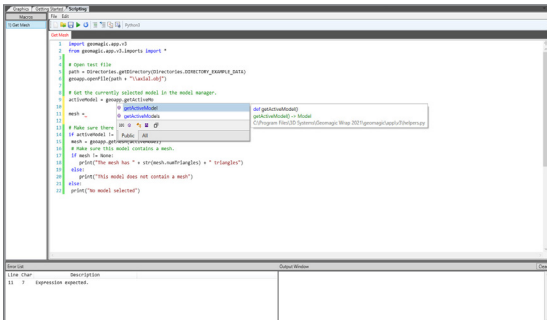 Graphics Getting Started Scripting
Macros
File Edit
Get Mesh
Python3
Get Mesh
1 import geomagic.app.v3
2 from geomagic.app.v3.imports import *
3
4 # Open test File
5 path = Directories.getDirectory(Directories.DIRECTORY_EXAMPLE_DATA)
6 geoapp.openFile(path + "\\axial.obj")
7
8 # Get the currently selected model in the model manager.
9 activeModel = geoapp.getActiveMo
10
getActiveModel
getActiveModels
Public All
def getActiveModel()
getActiveModel() -> Model
C:\Program Files\3D Systems\Geomagic Wrap 2021\geomagic\app\v3\helpers.py
11 mesh =
12
13 # Make sure there
14 if activeModel !=
15 mesh = geoapp.getMesh(activeModel)
16 # Make sure this model contains a mesh.
17 if mesh != None:
18 print("The mesh has " + str(mesh.numTriangles) + " triangles")
19 else:
20 print("This model does not contain a mesh")
21 else:
22 print("No model selected")
Error List
Line Char Description
11 7 Expression expected.
Output Window
Clear